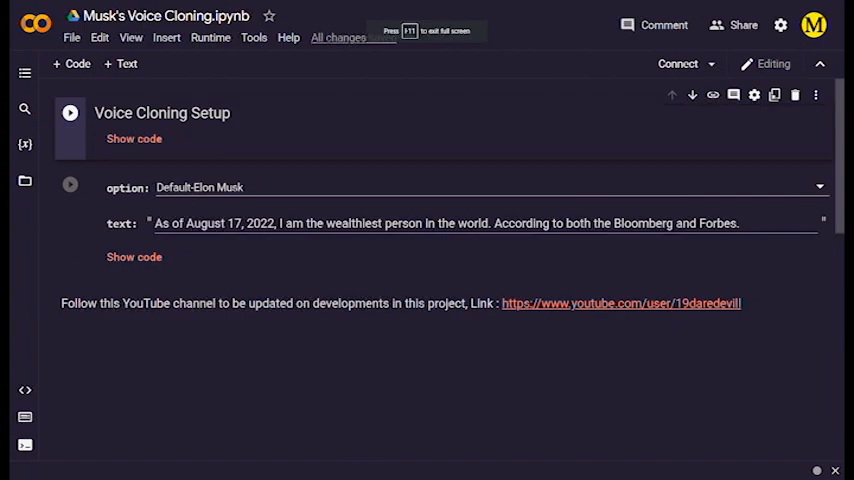 Musk's Voice Cloning.ipynb
Comment
Share
M
File Edit View Insert Runtime Tools Help All changes saved
Press F11 to exit full screen
+ Code + Text
Connect
Editing
{x}
Voice Cloning Setup
Show code
option: Default-Elon Musk
text: " As of August 17, 2022, I am the wealthiest person in the world. According to both the Bloomberg and Forbes. "
Show code
Follow this YouTube channel to be updated on developments in this project, Link : https://www.youtube.com/user/19daredevill